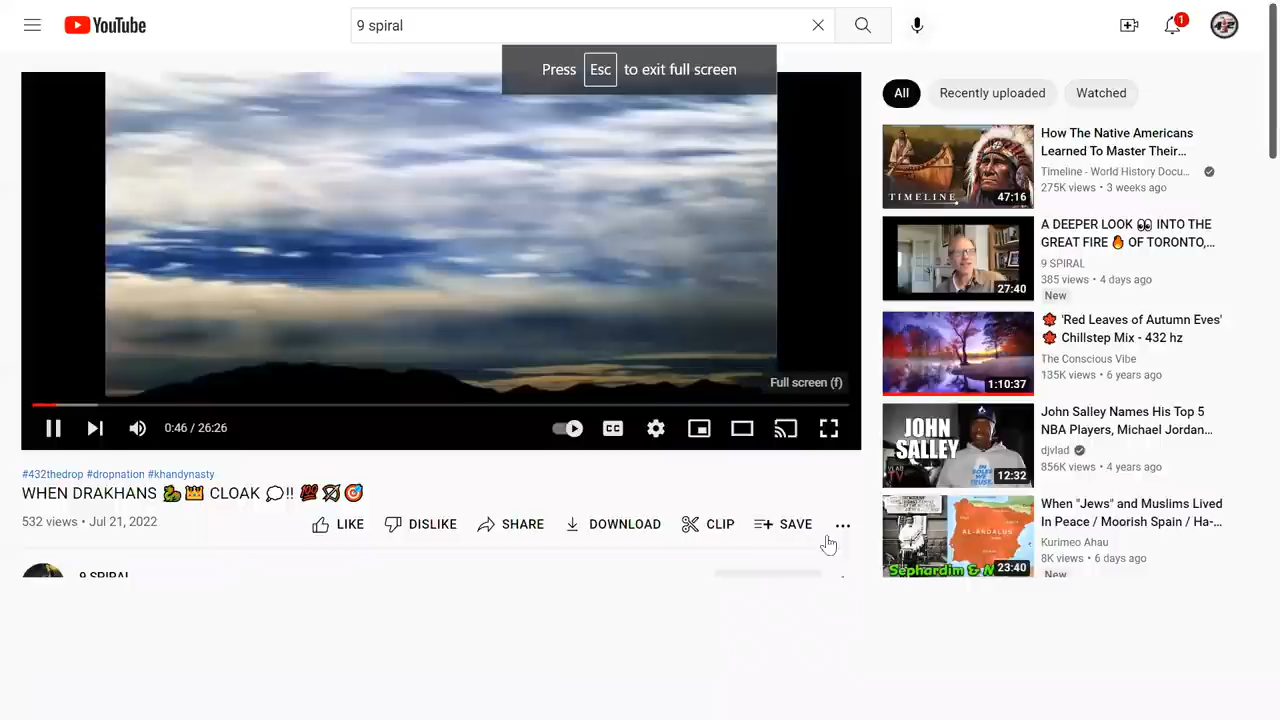 YouTube
9 spiral
1
Press Esc to exit full screen
Full screen (f)
0:46 / 26:26
CC
#432thedrop #dropnation #khandynasty
WHEN DRAKHANS 🐉👑 CLOAK 💭!! 💯🏹🎯
532 views • Jul 21, 2022
LIKE
DISLIKE
SHARE
DOWNLOAD
CLIP
SAVE
9 SPIRAL
All
Recently uploaded
Watched
TIMELINE
47:16
How The Native Americans
Learned To Master Their...
Timeline - World History Docu...
275K views • 3 weeks ago
27:40
A DEEPER LOOK 👀 INTO THE
GREAT FIRE 🔥 OF TORONTO,...
9 SPIRAL
385 views • 4 days ago
New
1:10:37
🍁 'Red Leaves of Autumn Eves'
🍁 Chillstep Mix - 432 hz
The Conscious Vibe
135K views • 6 years ago
JOHN
SALLEY
12:32
John Salley Names His Top 5
NBA Players, Michael Jordan...
djvlad
856K views • 4 years ago
AL-ANDALUS
Sephardim & 
23:40
When "Jews" and Muslims Lived
In Peace / Moorish Spain / Ha-...
Kurimeo Ahau
8K views • 6 days ago
New